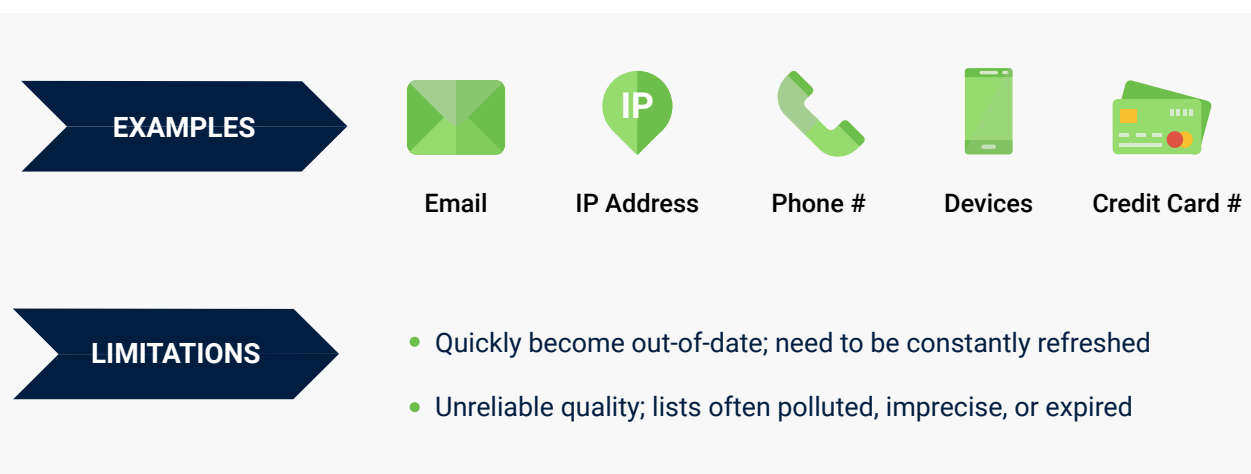 EXAMPLES
IP
Email
IP Address
Phone #
Devices
Credit Card #
LIMITATIONS
Quickly become out-of-date; need to be constantly refreshed
Unreliable quality; lists often polluted, imprecise, or expired